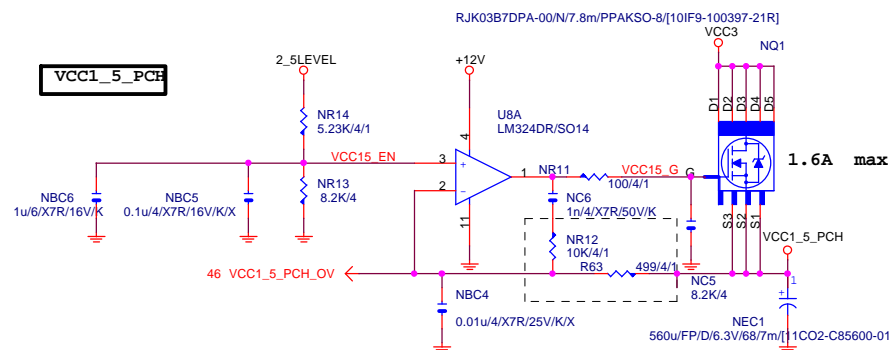 RJK03B7DPA-00/N/7.8m/PPAKSO-8/[10IF9-100397-21R]
VCC3
NQ1
VCC1_5_PCH
2_5LEVEL
+12V
D1
D2
D3
D4
D5
NR14
5.23K/4/1
U8A
LM324DR/SO14
4
VCC15_EN
3
+
1
NR11
VCC15_G
G
1.6A max
100/4/1
2
-
NBC6
1u/6/X7R/16V/K
NBC5
0.1u/4/X7R/16V/K/X
NR13
8.2K/4
11
NC6
1n/4/X7R/50V/K
S3
S2
S1
NR12
10K/4/1
VCC1_5_PCH
46 VCC1_5_PCH_OV
R63
499/4/1
NC5
8.2K/4
1
+
NBC4
0.01u/4/X7R/25V/K/X
NEC1
560u/FP/D/6.3V/68/7m/[11CO2-C85600-01